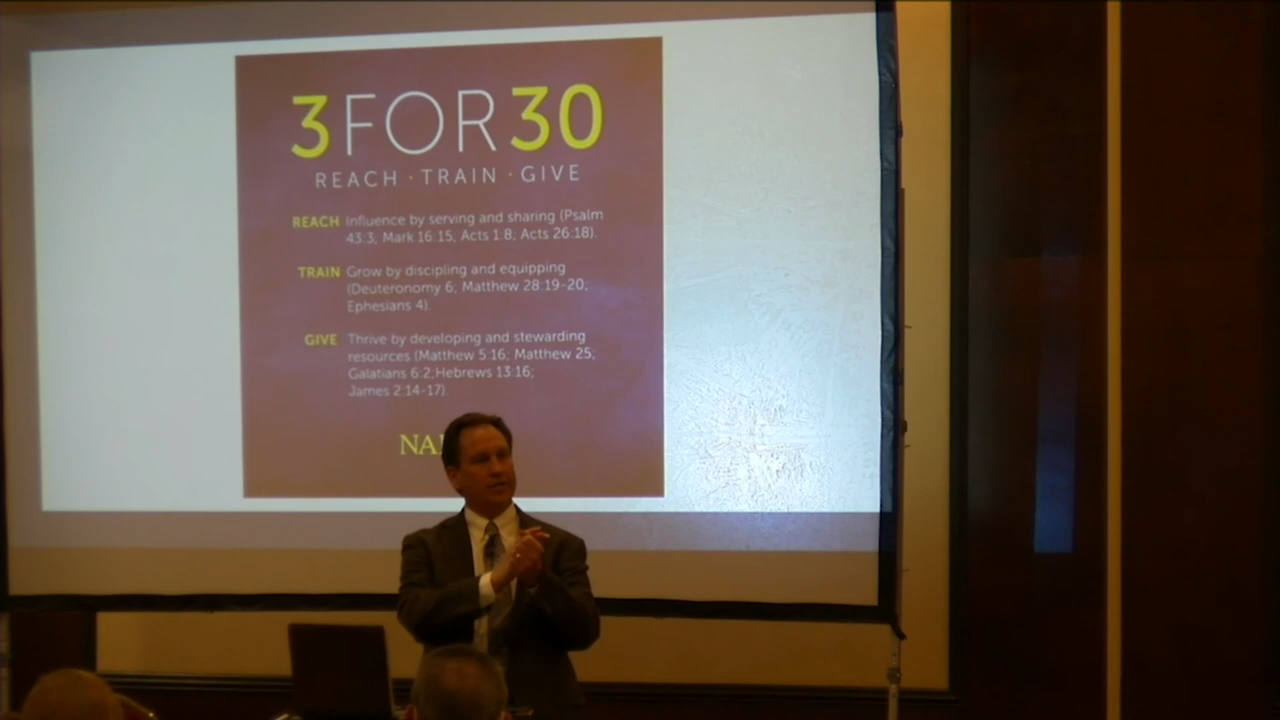 3 FOR 30
REACH · TRAIN · GIVE
REACH Influence by serving and sharing (Psalm
43:3; Mark 16:15, Acts 1:8, Acts 26:18).
TRAIN Grow by discipling and equipping
(Deuteronomy 6; Matthew 28:19-20;
Ephesians 4).
GIVE Thrive by developing and stewarding
resources (Matthew 5:16; Matthew 25;
Galatians 6:2,Hebrews 13:16;
James 2:14-17).